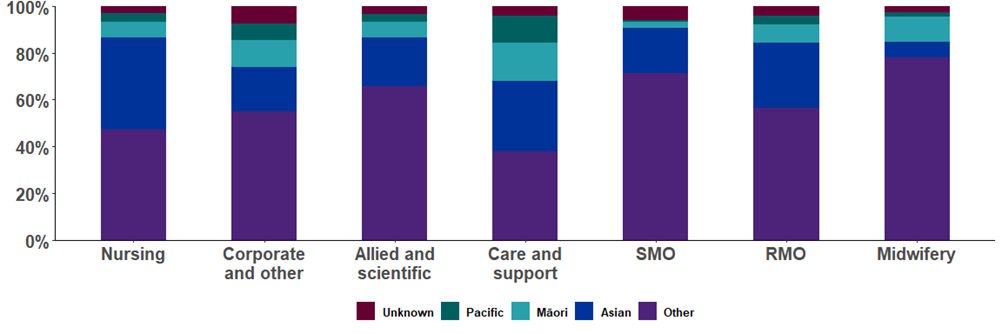 100%
80%
60%
40%
20%
0%
Nursing
Corporate
and other
Allied and
scientific
Care and
support
SMO
RMO
Midwifery
Unknown Pacific Māori Asian Other